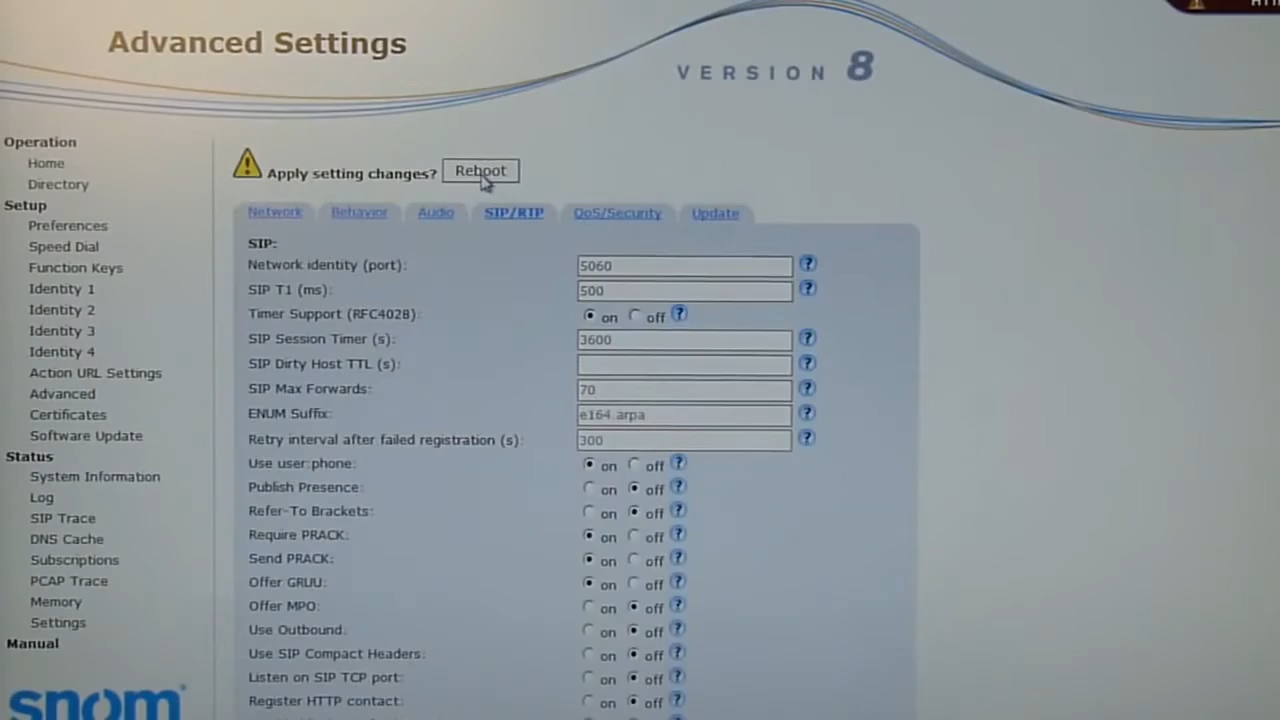 Advanced Settings
VERSION 8
Operation
Home
Directory
Setup
Preferences
Speed Dial
Function Keys
Identity 1
Identity 2
Identity 3
Identity 4
Action URL Settings
Advanced
Certificates
Software Update
Status
System Information
Log
SIP Trace
DNS Cache
Subscriptions
PCAP Trace
Memory
Settings
Manual
snom
Apply setting changes? Reboot
Network Behavior Audio SIP/RTP QoS/Security Update
SIP:
Network identity (port): 5060
SIP T1 (ms): 500
Timer Support (RFC4028): on off
SIP Session Timer (s): 3600
SIP Dirty Host TTL (s):
SIP Max Forwards: 70
ENUM Suffix: e164.arpa
Retry interval after failed registration (s): 300
Use user:phone: on off
Publish Presence: on off
Refer-To Brackets: on off
Require PRACK: on off
Send PRACK: on off
Offer GRUU: on off
Offer MPO: on off
Use Outbound: on off
Use SIP Compact Headers: on off
Listen on SIP TCP port: on off
Register HTTP contact: on off